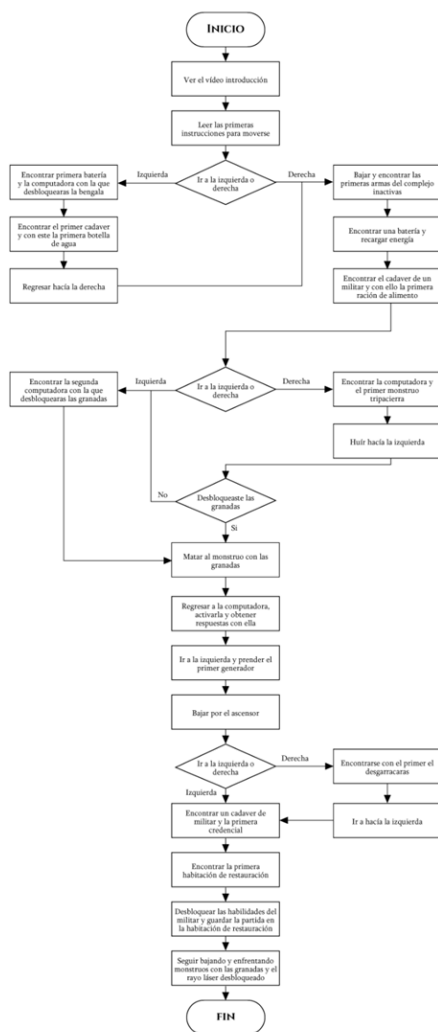 INICIO
Ver el vídeo introducción
Leer las primeras
instrucciones para moverse
Ir a la izquierda o
derecha
Izquierda
Derecha
Encontrar primera batería
y la computadora con la que
desbloquearas la bengala
Encontrar el primer cadaver
y con este la primera botella
de agua
Regresar hacía la derecha
Bajar y encontrar las
primeras armas del complejo
inactivas
Encontrar una batería y
recargar energía
Encontrar el cadaver de un
militar y con ello la primera
ración de alimento
Ir a la izquierda o
derecha
Izquierda
Derecha
Encontrar la segunda
computadora con la que
desbloquearas las granadas
Encontrar la computadora y
el primer monstruo
tripacierra
Huír hacía la izquierda
Desbloqueaste las
granadas
No
Si
Matar al monstruo con las
granadas
Regresar a la computadora,
activarla y obtener
respuestas con ella
Ir a la izquierda y prender el
primer generador
Bajar por el ascensor
Ir a la izquierda o
derecha
Derecha
Izquierda
Encontrarse con el primer el
desgarracaras
Ir a hacía la izquierda
Encontrar un cadaver de
militar y la primera
credencial
Encontrar la primera
habitación de restauración
Desbloquear las habilidades del
militar y guardar la partida en
la habitación de restauración
Seguir bajando y enfrentando
monstruos con las granadas y el
rayo láser desbloqueado
FIN